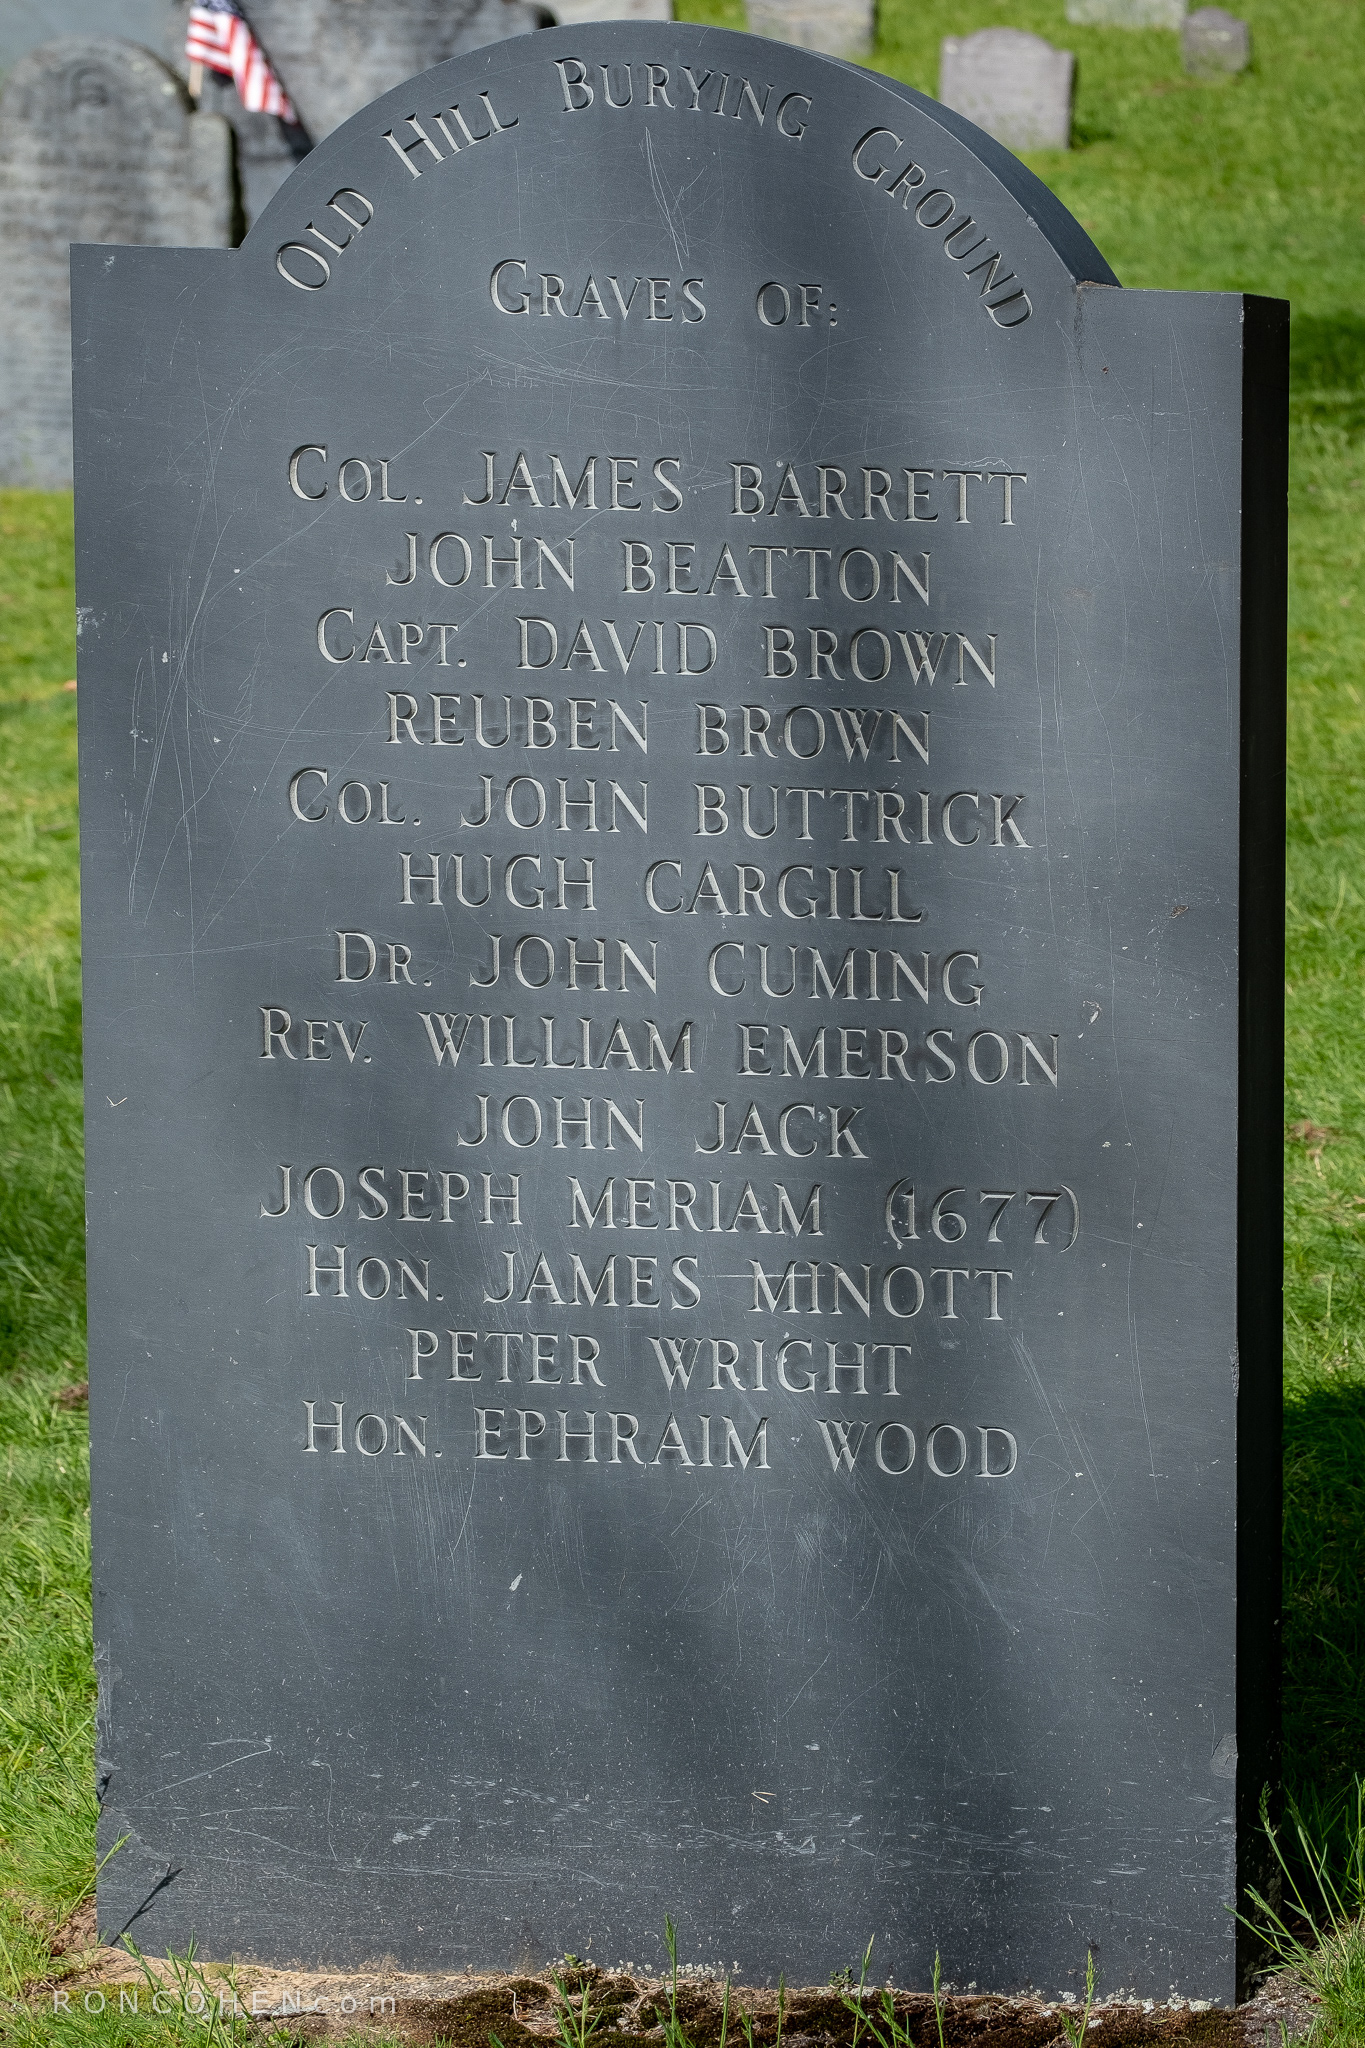 OLD HILL BURYING GROUND
GRAVES OF:
COL. JAMES BARRETT
JOHN BEATTON
CAPT. DAVID BROWN
REUBEN BROWN
COL. JOHN BUTTRICK
HUGH CARGILL
DR. JOHN CUMING
REV. WILLIAM EMERSON
JOHN JACK
JOSEPH MERIAM (1677)
HON. JAMES MINOTT
PETER WRIGHT
HON. EPHRAIM WOOD
RONCOHEN.com